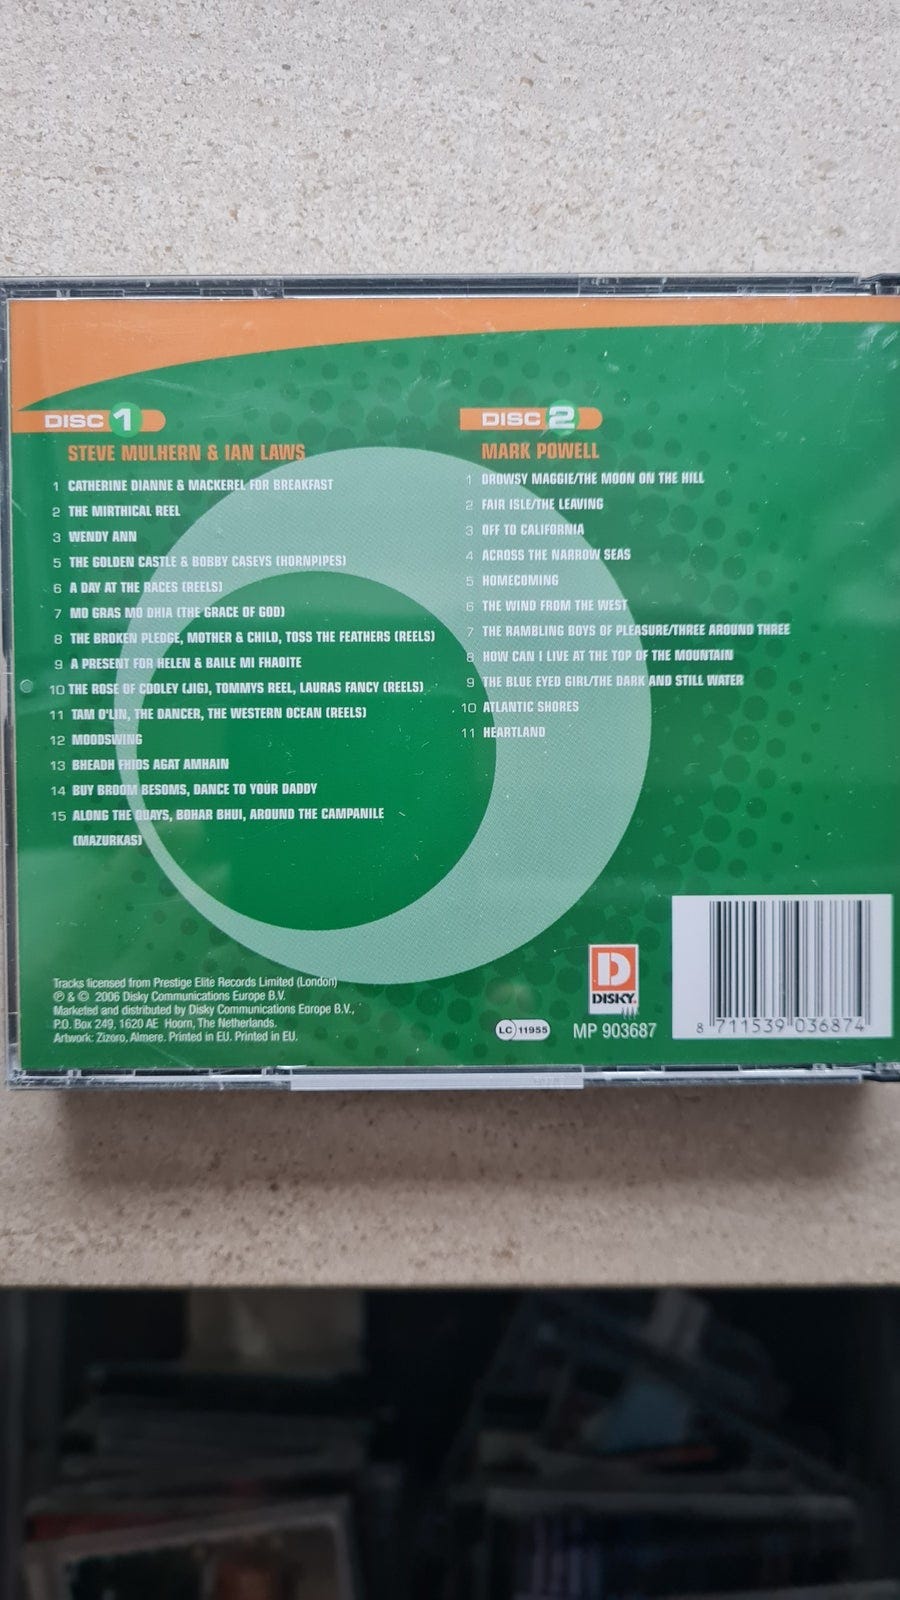 DISC 1
STEVE MULHERN & IAN LAWS
1 CATHERINE DIANNE & MACKEREL FOR BREAKFAST
2 THE MIRTHICAL REEL
3 WENDY ANN
5 THE GOLDEN CASTLE & BOBBY CASEYS (HORNPIPES)
6 A DAY AT THE RACES (REELS)
7 MO GRAS MO DHIA (THE GRACE OF GOD)
8 THE BROKEN PLEDGE, MOTHER & CHILD, TOSS THE FEATHERS (REELS)
9 A PRESENT FOR HELEN & BAILE MI FHAOITE
10 THE ROSE OF COOLEY (JIG), TOMMYS REEL, LAURAS FANCY (REELS)
11 TAM O'LIN, THE DANCER, THE WESTERN OCEAN (REELS)
12 MOODSWING
13 BHEADH FHIOS AGAT AMHAIN
14 BUY BROOM BESOMS, DANCE TO YOUR DADDY
15 ALONG THE QUAYS, BOHAR BHUI, AROUND THE CAMPANILE
(MAZURKAS)
DISC 2
MARK POWELL
1 DROWSY MAGGIE/THE MOON ON THE HILL
2 FAIR ISLE/THE LEAVING
3 OFF TO CALIFORNIA
4 ACROSS THE NARROW SEAS
5 HOMECOMING
6 THE WIND FROM THE WEST
7 THE RAMBLING BOYS OF PLEASURE/THREE AROUND THREE
8 HOW CAN I LIVE AT THE TOP OF THE MOUNTAIN
9 THE BLUE EYED GIRL/THE DARK AND STILL WATER
10 ATLANTIC SHORES
11 HEARTLAND
Tracks licensed from Prestige Elite Records Limited (London)
℗ & © 2006 Disky Communications Europe B.V.
Marketed and distributed by Disky Communications Europe B.V.,
P.O. Box 249, 1620 AE Hoorn, The Netherlands.
Artwork: Zizoro, Almere. Printed in EU. Printed in EU.
LC 11955
D
DISKY.
MP 903687
8 711539 036874